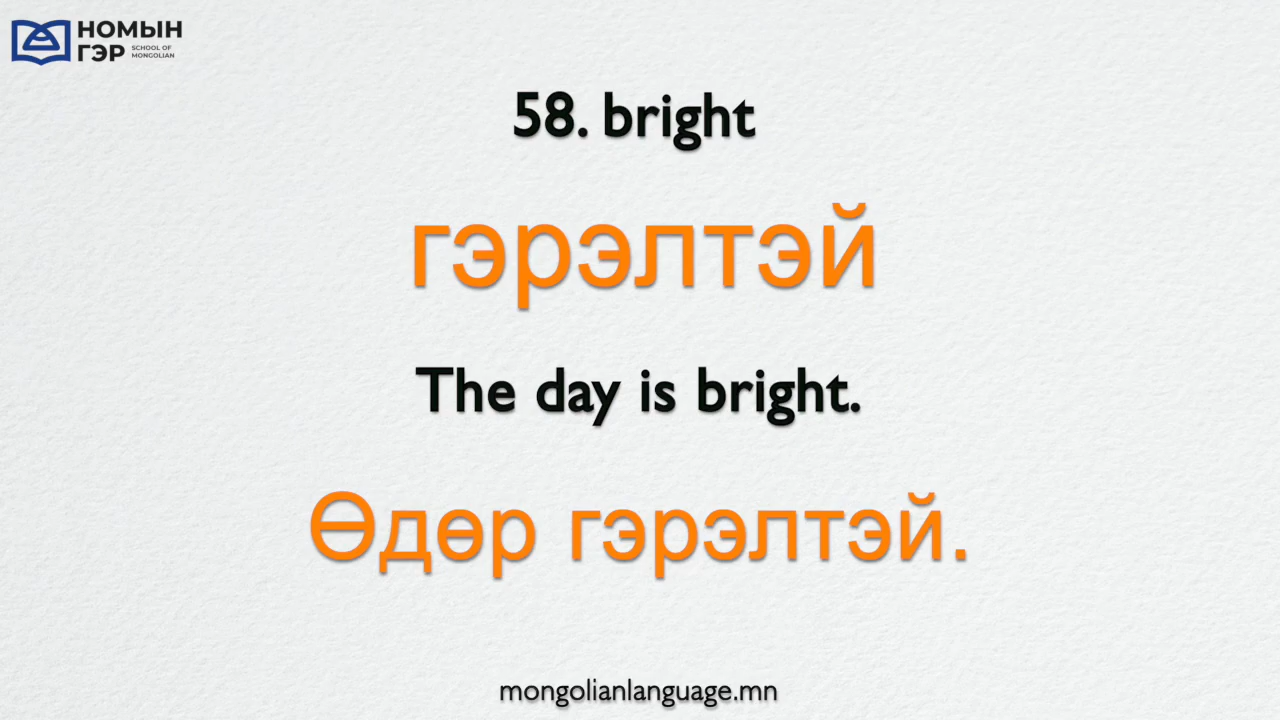 НОМЫН
ГЭР SCHOOL OF
MONGOLIAN
58. bright
гэрэлтэй
The day is bright.
Өдөр гэрэлтэй.
mongolianlanguage.mn